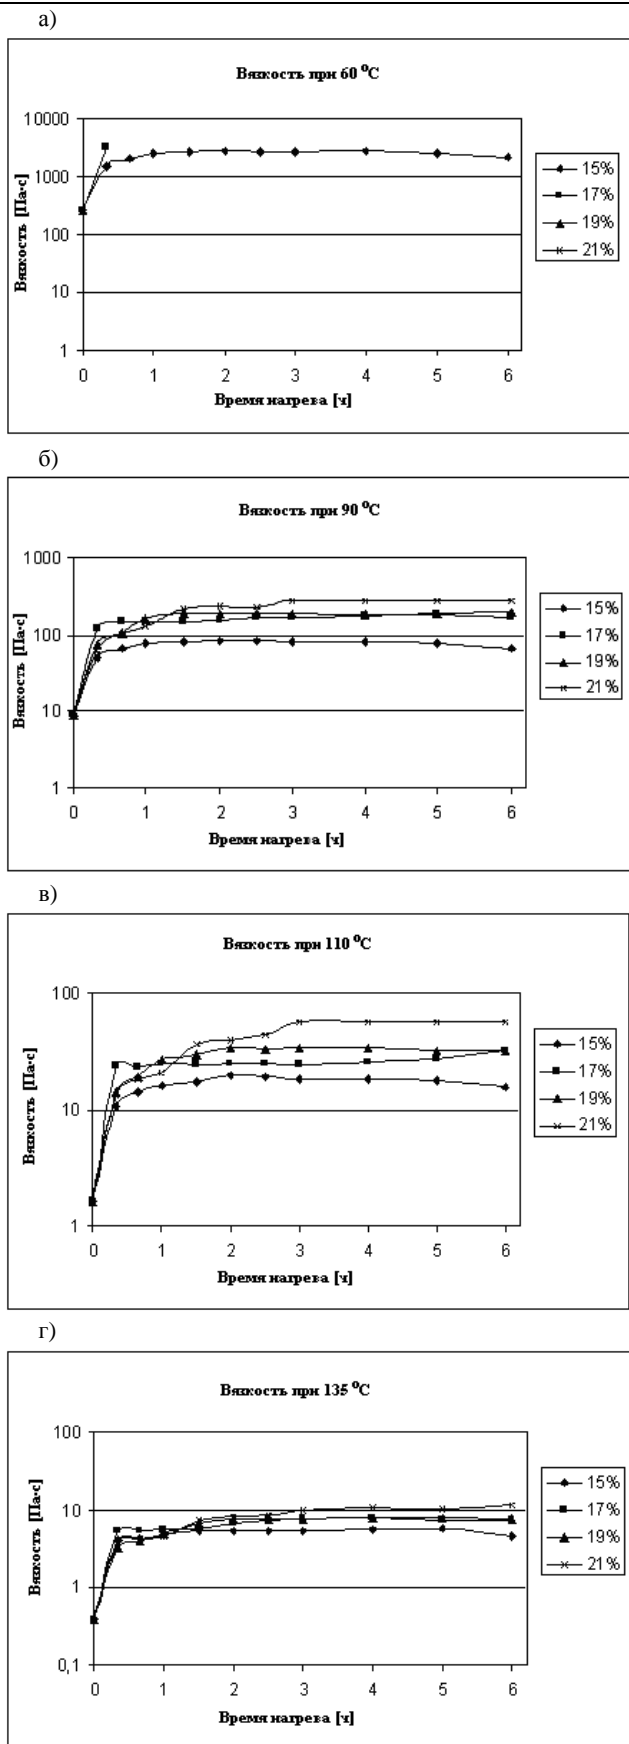 а)
Вязкость при 60 °C
Вязкость [Па·с]
10000
1000
100
10
1
0 1 2 3 4 5 6
Время нагрева [ч]
15%
17%
19%
21%
б)
Вязкость при 90 °C
Вязкость [Па·с]
1000
100
10
1
0 1 2 3 4 5 6
Время нагрева [ч]
15%
17%
19%
21%
в)
Вязкость при 110 °C
Вязкость [Па·с]
100
10
1
0 1 2 3 4 5 6
Время нагрева [ч]
15%
17%
19%
21%
г)
Вязкость при 135 °C
Вязкость [Па·с]
100
10
1
0,1
0 1 2 3 4 5 6
Время нагрева [ч]
15%
17%
19%
21%